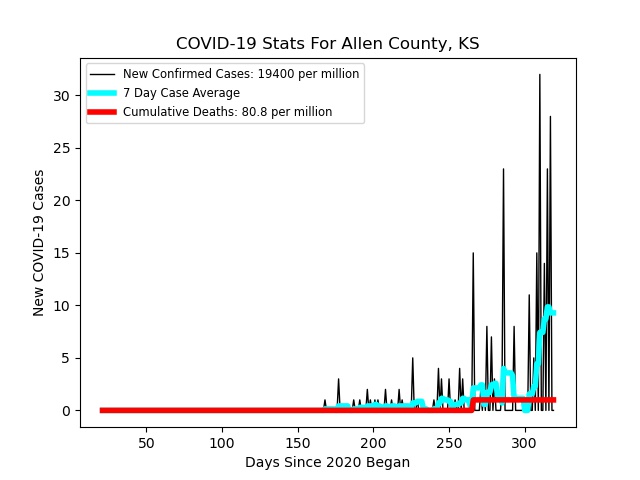 COVID-19 Stats For Allen County, KS
New Confirmed Cases: 19400 per million
7 Day Case Average
Cumulative Deaths: 80.8 per million
New COVID-19 Cases
30
25
20
15
10
5
0
50 100 150 200 250 300
Days Since 2020 Began